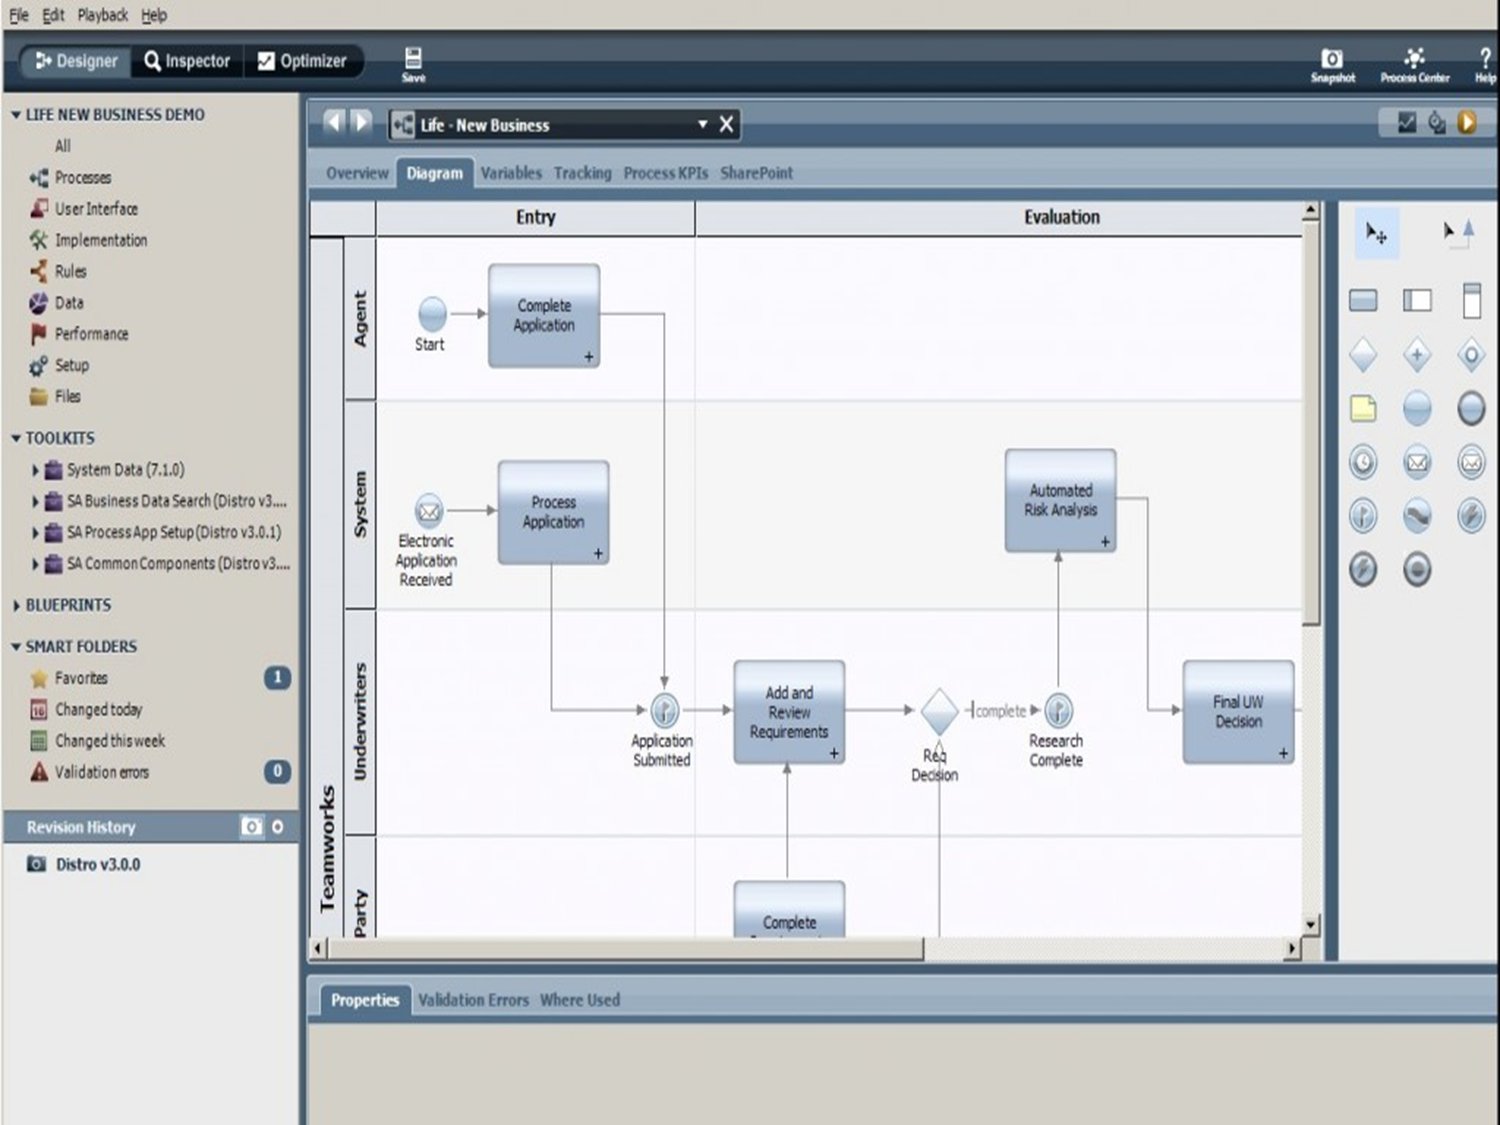 File Edit Playback Help
Designer Inspector Optimizer
Save
Snapshot Process Center Help
LIFE NEW BUSINESS DEMO
All
Processes
User Interface
Implementation
Rules
Data
Performance
Setup
Files
TOOLKITS
System Data (7.1.0)
SA Business Data Search (Distro v3....
SA Process App Setup (Distro v3.0.1)
SA Common Components (Distro v3....
BLUEPRINTS
SMART FOLDERS
Favorites 1
Changed today
Changed this week
Validation errors 0
Revision History
Distro v3.0.0
Life - New Business
Overview Diagram Variables Tracking Process KPIs SharePoint
Entry Evaluation
Teamworks
Agent
Start
Complete
Application
System
Electronic
Application
Received
Process
Application
Automated
Risk Analysis
Underwriters
Application
Submitted
Add and
Review
Requirements
Req
Decision
complete
Research
Complete
Final UW
Decision
Party
Complete
Properties Validation Errors Where Used